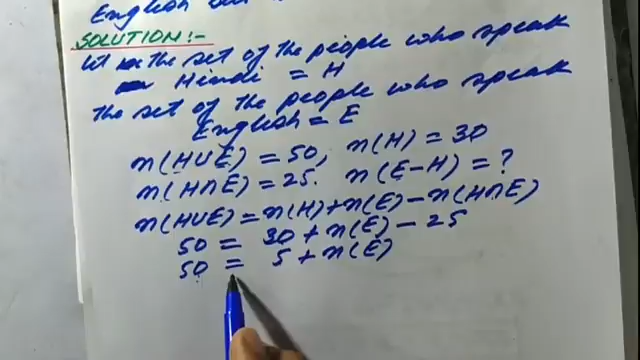 English
SOLUTION:-
let the set of the people who speak
Hindi = H
the set of the people who speak
English = E
n(H∪E) = 50, n(H) = 30
n(H∩E) = 25. n(E-H) = ?
n(H∪E) = n(H)+n(E)-n(H∩E)
50 = 30 + n(E) - 25
50 = 5 + n(E)